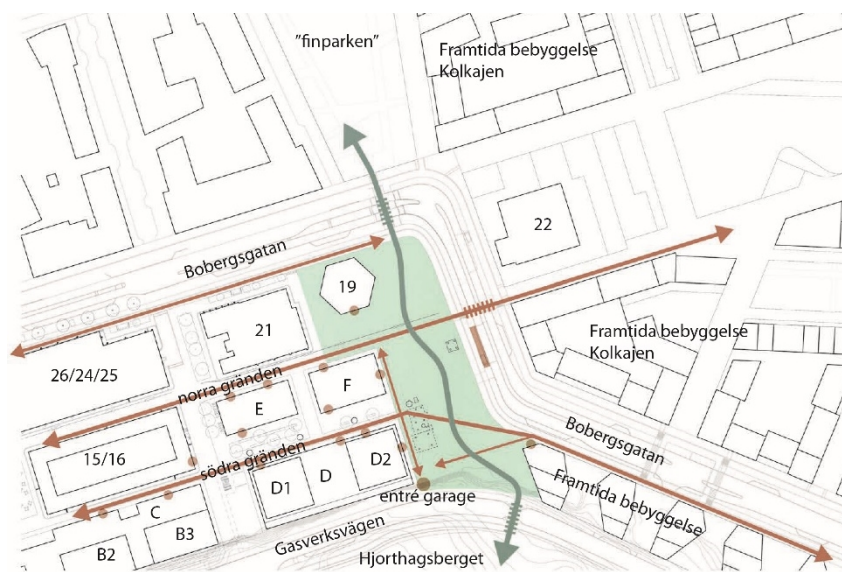 "finparken"
Framtida bebyggelse
Kolkajen
22
Bobergsgatan
19
21
Framtida bebyggelse
Kolkajen
26/24/25
norra gränden
F
E
Bobergsgatan
15/16
södra gränden
D2
D
D1
entré garage
Framtida bebyggelse
C
B3
B2
Gasverksvägen
Hjorthagsberget